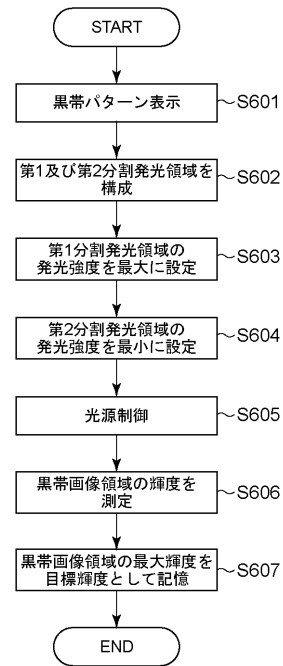 START
黒帯パターン表示
S601
第1及び第2分割発光領域を
構成
S602
第1分割発光領域の
発光強度を最大に設定
S603
第2分割発光領域の
発光強度を最小に設定
S604
光源制御
S605
黒帯画像領域の輝度を
測定
S606
黒帯画像領域の最大輝度を
目標輝度として記憶
S607
END